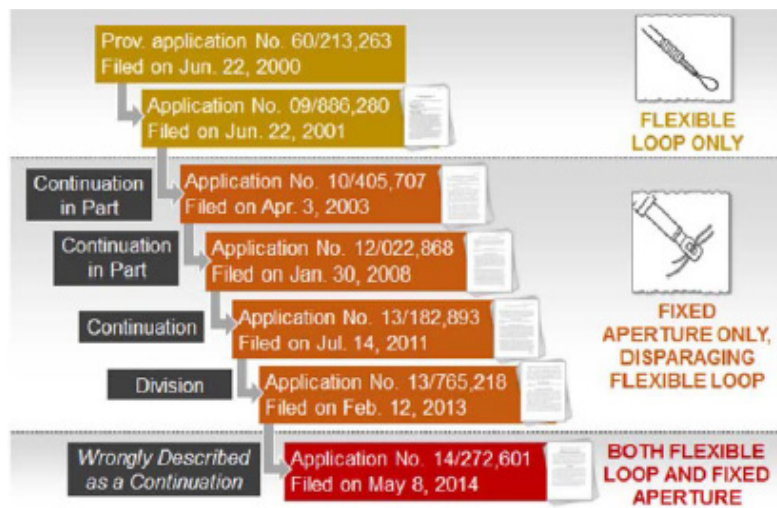 Prov. application No. 60/213,263
Filed on Jun. 22, 2000
Application No. 09/886,280
Filed on Jun. 22, 2001
FLEXIBLE
LOOP ONLY
Continuation
in Part
Application No. 10/405,707
Filed on Apr. 3, 2003
Continuation
in Part
Application No. 12/022,868
Filed on Jan. 30, 2008
Continuation
Application No. 13/182,893
Filed on Jul. 14, 2011
Division
Application No. 13/765,218
Filed on Feb. 12, 2013
FIXED
APERTURE ONLY,
DISPARAGING
FLEXIBLE LOOP
Wrongly Described
as a Continuation
Application No. 14/272,601
Filed on May 8, 2014
BOTH FLEXIBLE
LOOP AND FIXED
APERTURE